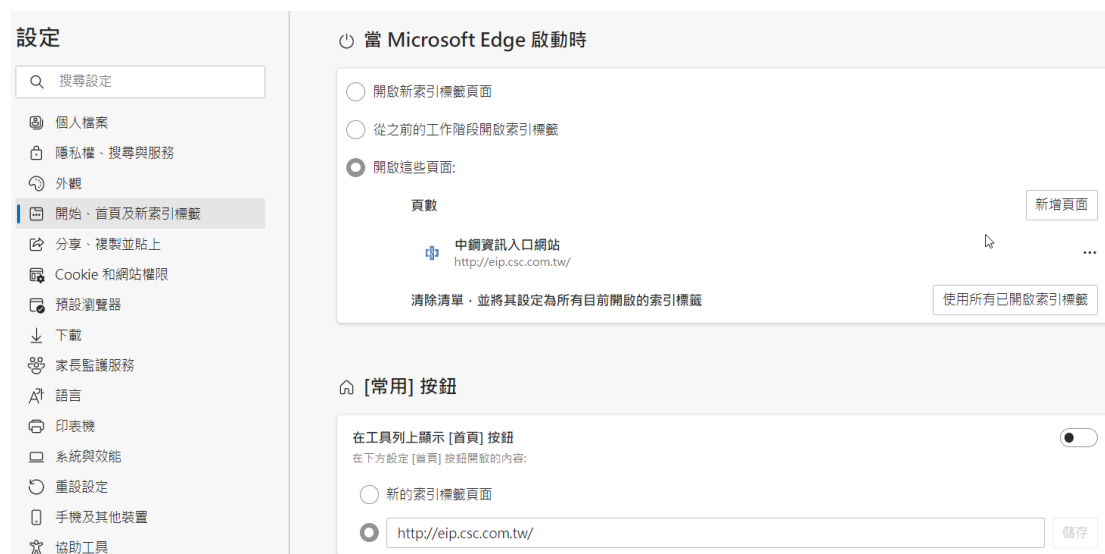 設定
搜尋設定
個人檔案
隱私權、搜尋與服務
外觀
開始、首頁及新索引標籤
分享、複製並貼上
Cookie 和網站權限
預設瀏覽器
下載
家長監護服務
語言
印表機
系統與效能
重設設定
手機及其他裝置
協助工具
當 Microsoft Edge 啟動時
開啟新索引標籤頁面
從之前的工作階段開啟索引標籤
開啟這些頁面:
頁數
新增頁面
中鋼資訊入口網站
http://eip.csc.com.tw/
清除清單，並將其設定為所有目前開啟的索引標籤
使用所有已開啟索引標籤
[常用] 按鈕
在工具列上顯示 [首頁] 按鈕
在下方設定 [首頁] 按鈕開啟的內容:
新的索引標籤頁面
http://eip.csc.com.tw/
儲存